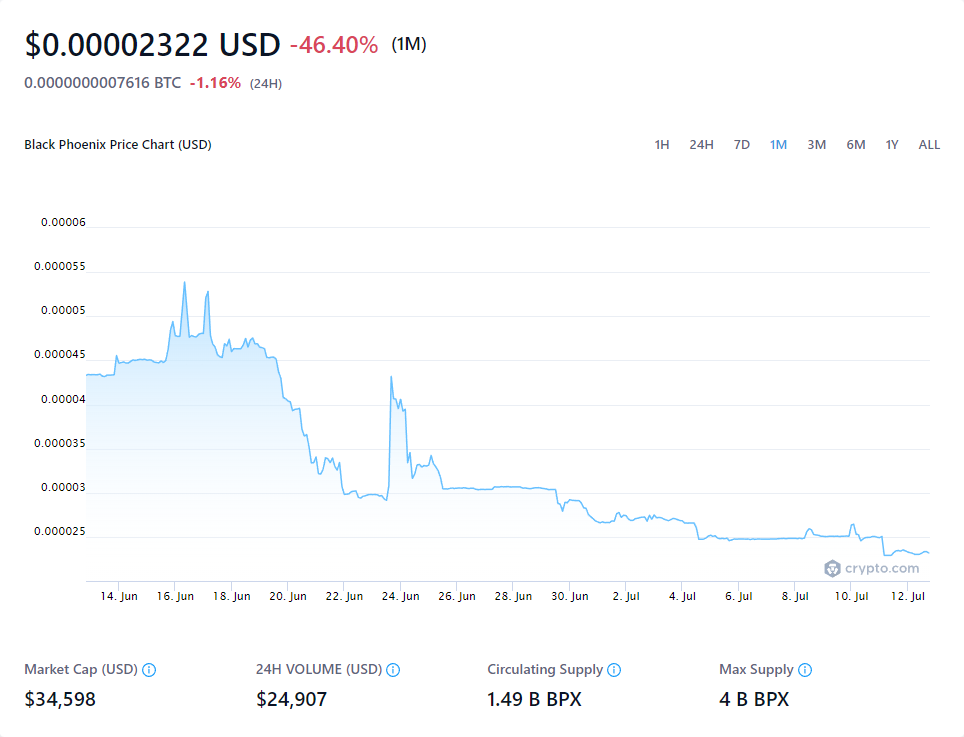 $0.00002322 USD -46.40% (1M)
0.0000000007616 BTC -1.16% (24H)
Black Phoenix Price Chart (USD) 1H 24H 7D 1M 3M 6M 1Y ALL
0.00006
0.000055
0.00005
0.000045
0.00004
0.000035
0.00003
0.000025
crypto.com
14. Jun 16. Jun 18. Jun 20. Jun 22. Jun 24. Jun 26. Jun 28. Jun 30. Jun 2. Jul 4. Jul 6. Jul 8. Jul 10. Jul 12. Jul
Market Cap (USD) 24H VOLUME (USD) Circulating Supply Max Supply
$34,598 $24,907 1.49 B BPX 4 B BPX